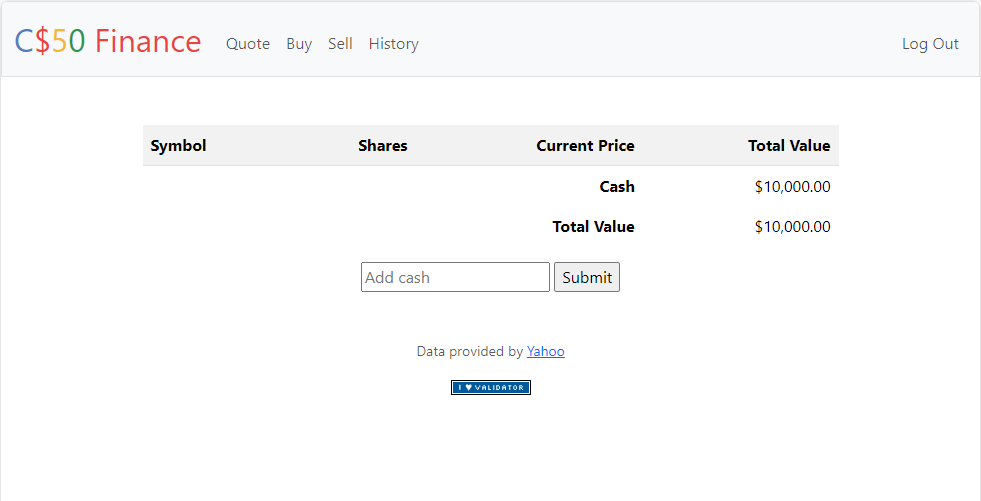 C$50 Finance Quote Buy Sell History Log Out
Symbol Shares Current Price Total Value
Cash $10,000.00
Total Value $10,000.00
Add cash Submit
Data provided by Yahoo
I ♥ VALIDATOR